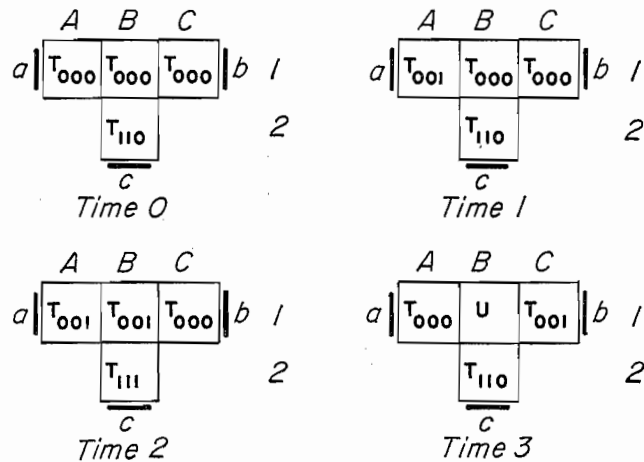 A B C A B C
a T000 T000 T000 b 1 a T001 T000 T000 b 1
T110 2 T110 2
c c
Time 0 Time 1
A B C A B C
a T001 T001 T000 b 1 a T000 U T001 b 1
T111 2 T110 2
c c
Time 2 Time 3